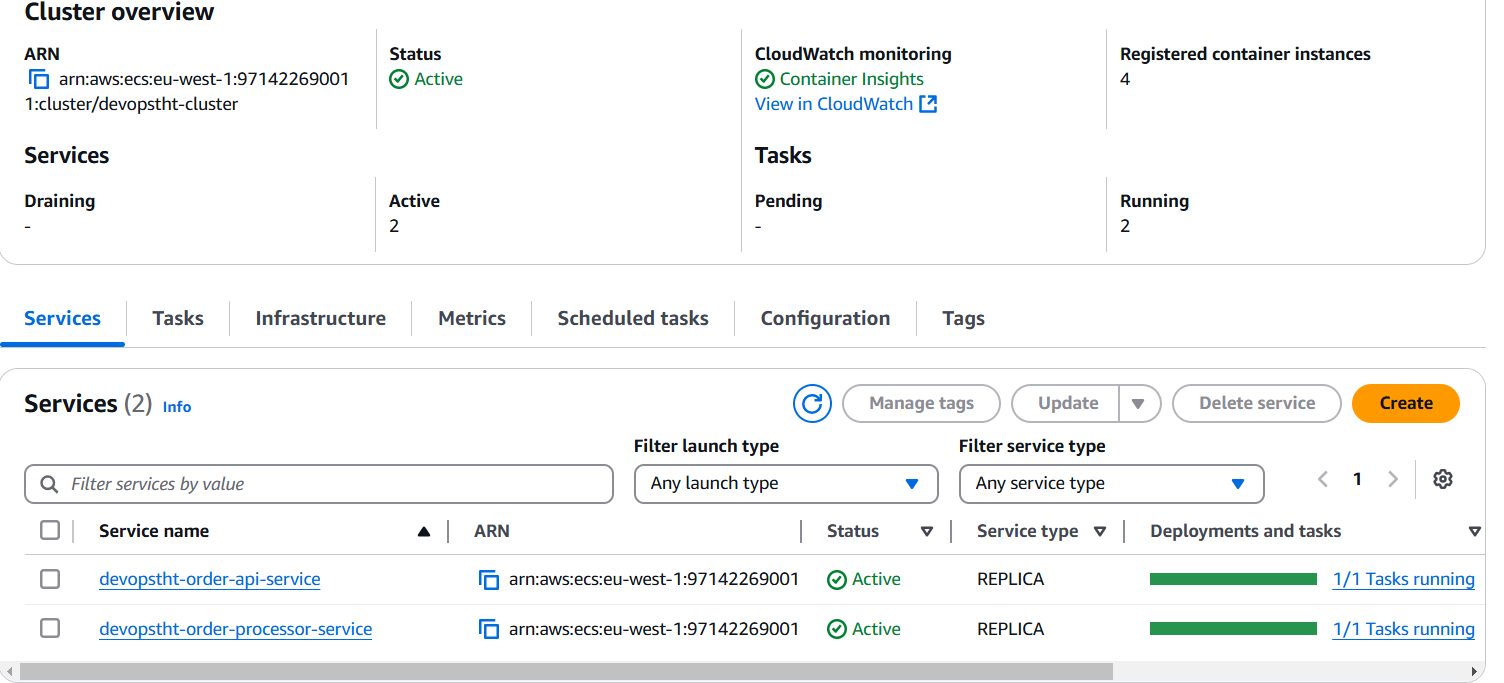 Cluster overview
ARN
arn:aws:ecs:eu-west-1:97142269001
1:cluster/devopstht-cluster
Status
Active
CloudWatch monitoring
Container Insights
View in CloudWatch
Registered container instances
4
Services
Draining
-
Active
2
Tasks
Pending
-
Running
2
Services
Tasks
Infrastructure
Metrics
Scheduled tasks
Configuration
Tags
Services (2) Info
Manage tags
Update
Delete service
Create
Filter services by value
Filter launch type
Any launch type
Filter service type
Any service type
1
Service name ARN Status Service type Deployments and tasks
devopstht-order-api-service arn:aws:ecs:eu-west-1:97142269001 Active REPLICA 1/1 Tasks running
devopstht-order-processor-service arn:aws:ecs:eu-west-1:97142269001 Active REPLICA 1/1 Tasks running